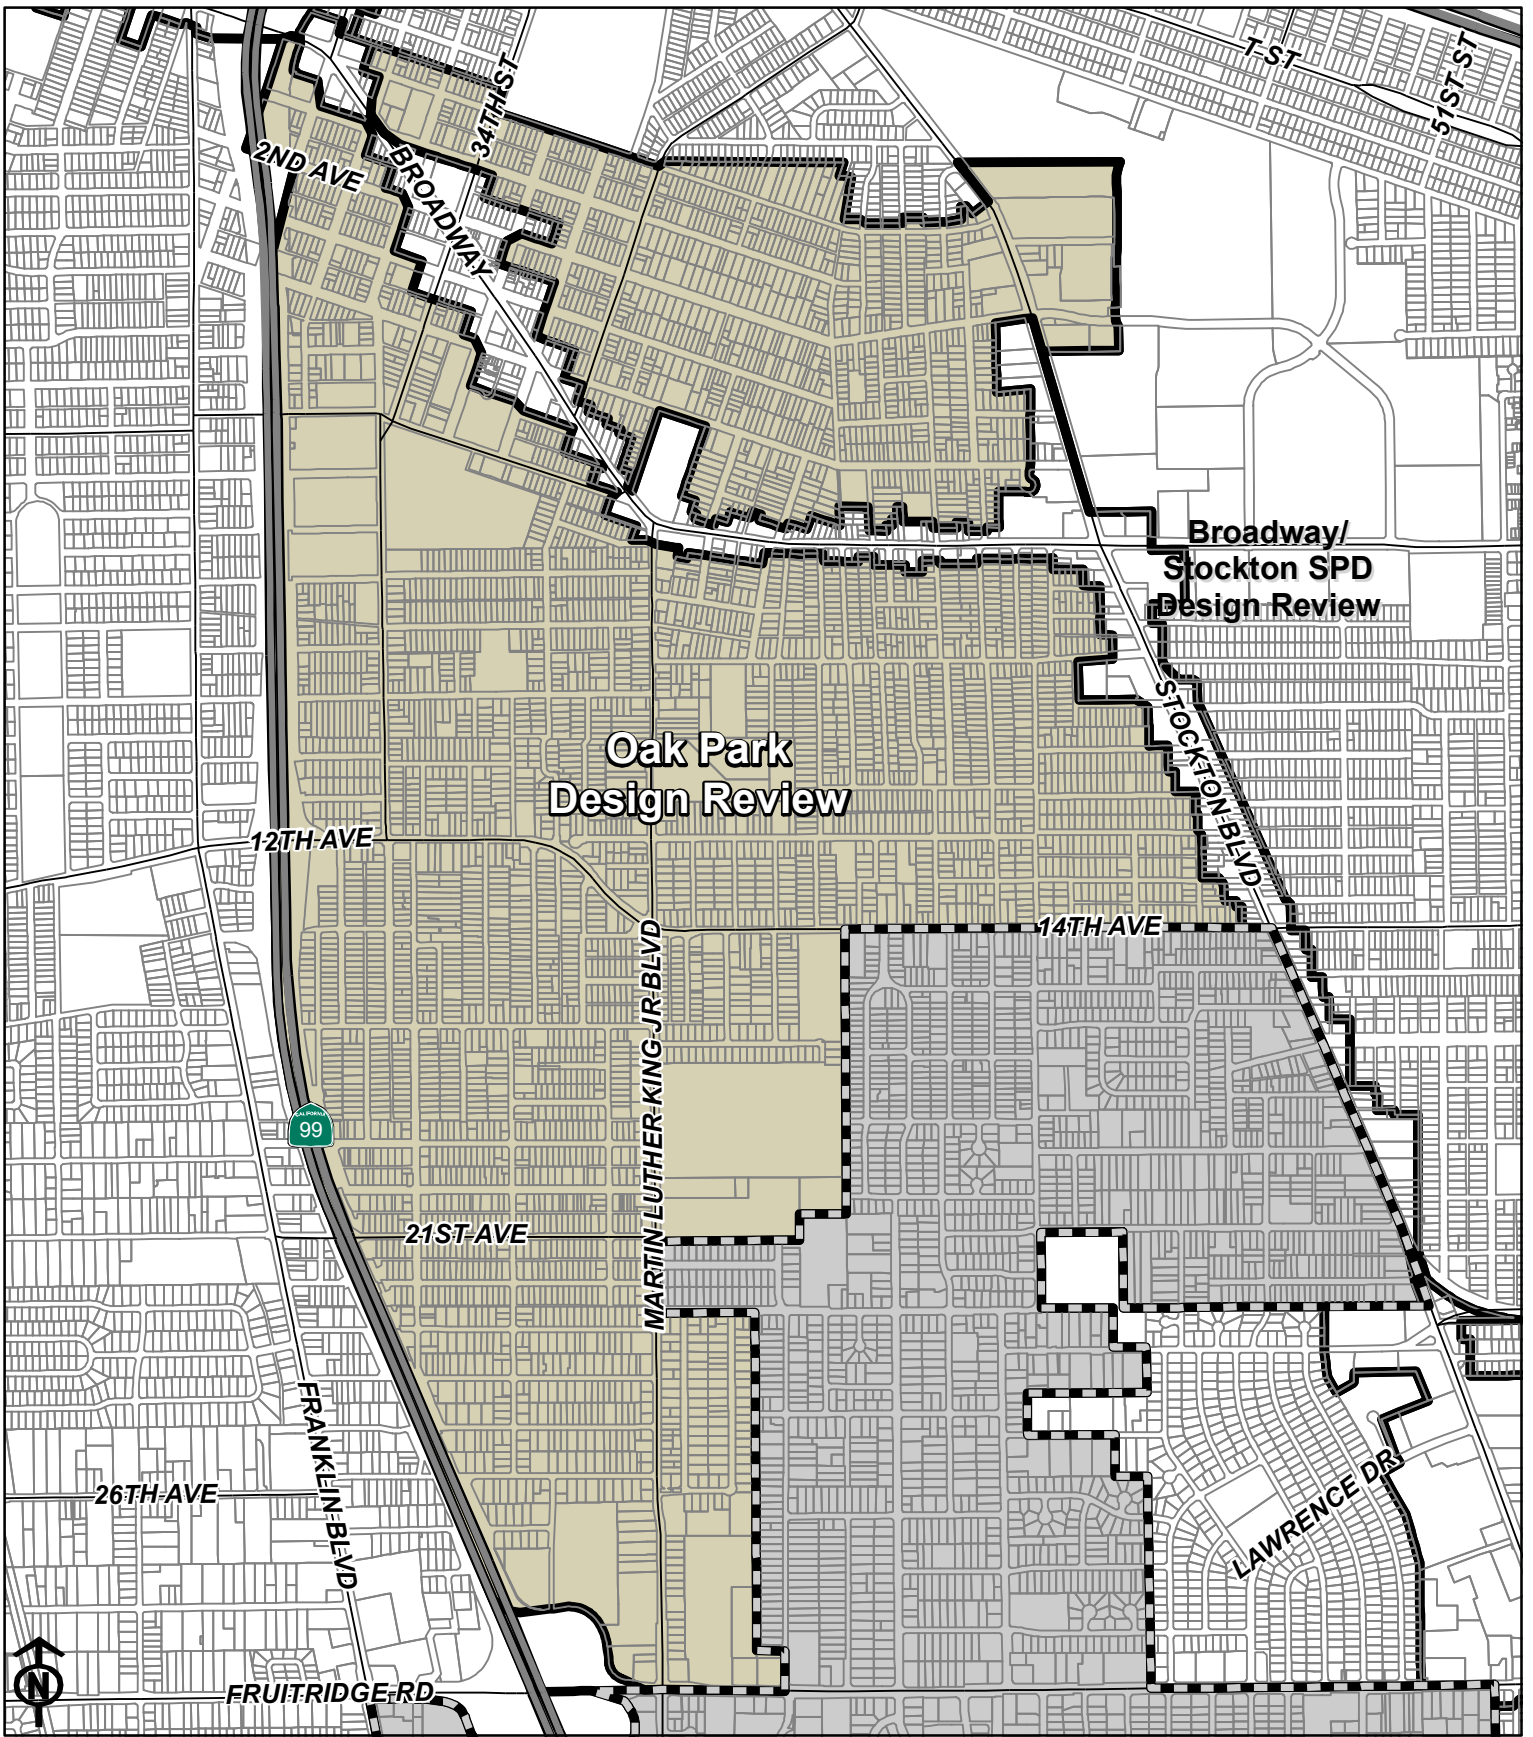 T ST
51ST ST
34TH ST
2ND AVE
BROADWAY
Broadway/
Stockton SPD
Design Review
STOCKTON BLVD
Oak Park
Design Review
12TH AVE
14TH AVE
MARTIN LUTHER KING JR BLVD
CALIFORNIA
99
21ST AVE
FRANKLIN BLVD
26TH AVE
LAWRENCE DR
N
FRUITRIDGE RD